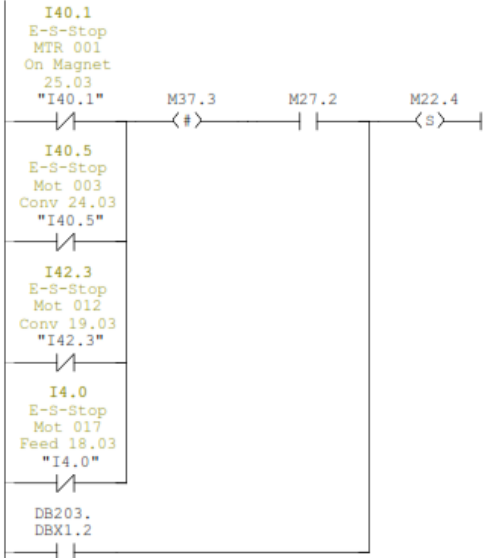 I40.1
E-S-Stop
MTR 001
On Magnet
25.03
"I40.1" M37.3 M27.2 M22.4
# S
I40.5
E-S-Stop
Mot 003
Conv 24.03
"I40.5"
I42.3
E-S-Stop
Mot 012
Conv 19.03
"I42.3"
I4.0
E-S-Stop
Mot 017
Feed 18.03
"I4.0"
DB203.
DBX1.2